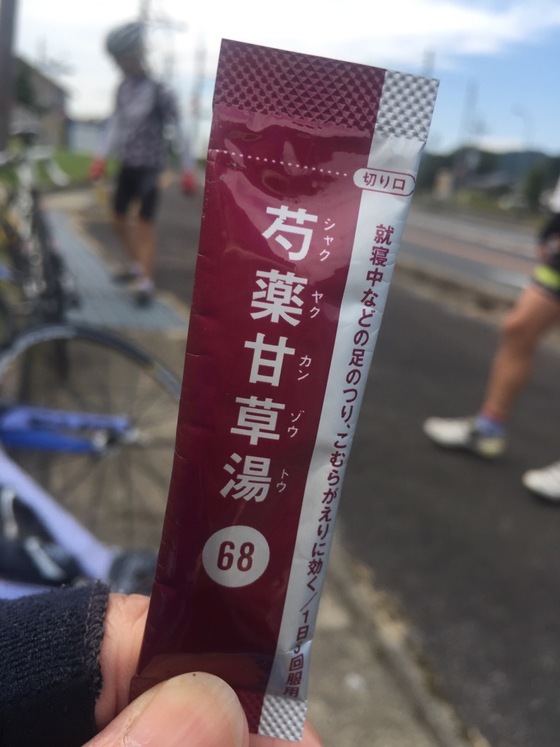 切り口
芍薬甘草湯
シャク
ヤク
カン
ゾウ
トウ
68
就寝中などの足のつり、こむらがえりに効く／1日3回服用